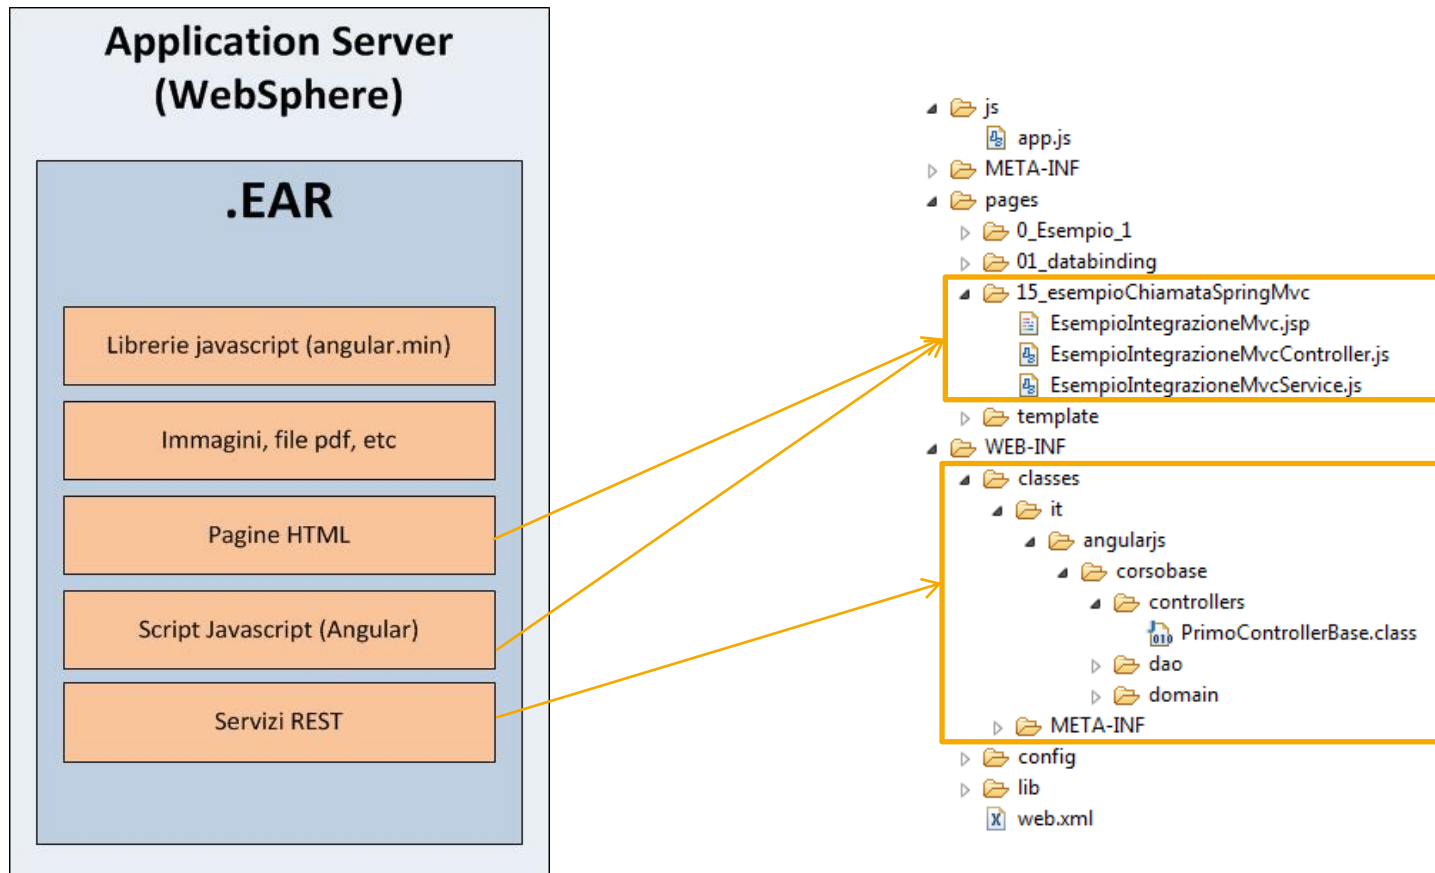 Application Server
(WebSphere)
.EAR
Librerie javascript (angular.min)
Immagini, file pdf, etc
Pagine HTML
Script Javascript (Angular)
Servizi REST
js
app.js
META-INF
pages
0_Esempio_1
01_databinding
15_esempioChiamataSpringMvc
EsempioIntegrazioneMvc.jsp
EsempioIntegrazioneMvcController.js
EsempioIntegrazioneMvcService.js
template
WEB-INF
classes
it
angularjs
corsobase
controllers
PrimoControllerBase.class
dao
domain
META-INF
config
lib
web.xml